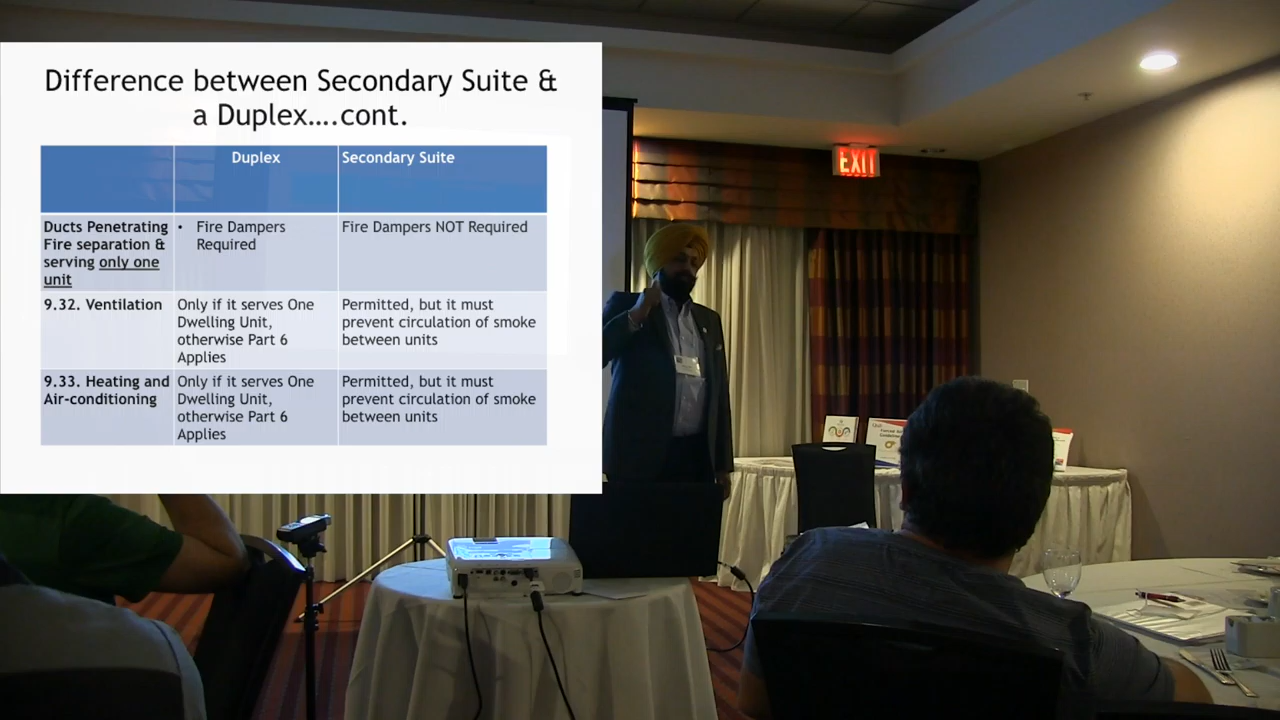 Difference between Secondary Suite &
a Duplex....cont.
Duplex
Secondary Suite
Ducts Penetrating
Fire separation &
serving only one
unit
• Fire Dampers
Required
Fire Dampers NOT Required
9.32. Ventilation
Only if it serves One
Dwelling Unit,
otherwise Part 6
Applies
Permitted, but it must
prevent circulation of smoke
between units
9.33. Heating and
Air-conditioning
Only if it serves One
Dwelling Unit,
otherwise Part 6
Applies
Permitted, but it must
prevent circulation of smoke
between units
EXIT